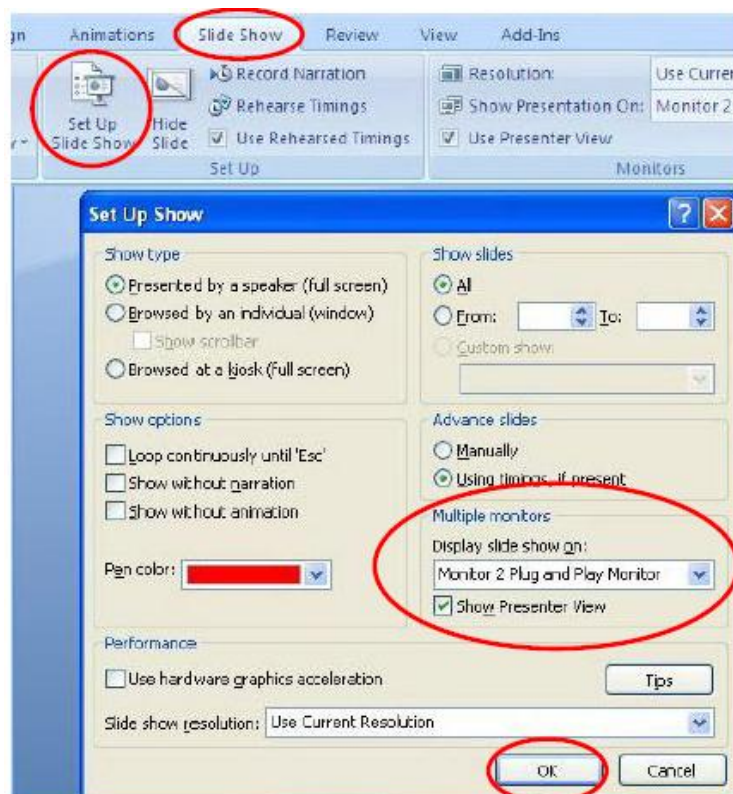 Animations Slide Show Review View Add-Ins
Record Narration Resolution: Use Curren
Rehearse Timings Show Presentation On: Monitor 2
Set Up Slide Show Hide Slide Use Rehearsed Timings Use Presenter View
Set Up Monitors
Set Up Show
Show type Show slides
Presented by a speaker (full screen) All
Browsed by an individual (window) From: To:
Show scrollbar Custom show:
Browsed at a kiosk (full screen)
Show options Advance slides
Loop continuously until 'Esc' Manually
Show without narration Using timings, if present
Show without animation Multiple monitors
Display slide show on:
Pen color: Monitor 2 Plug and Play Monitor
Show Presenter View
Performance
Use hardware graphics acceleration Tips
Slide show resolution: Use Current Resolution
OK Cancel